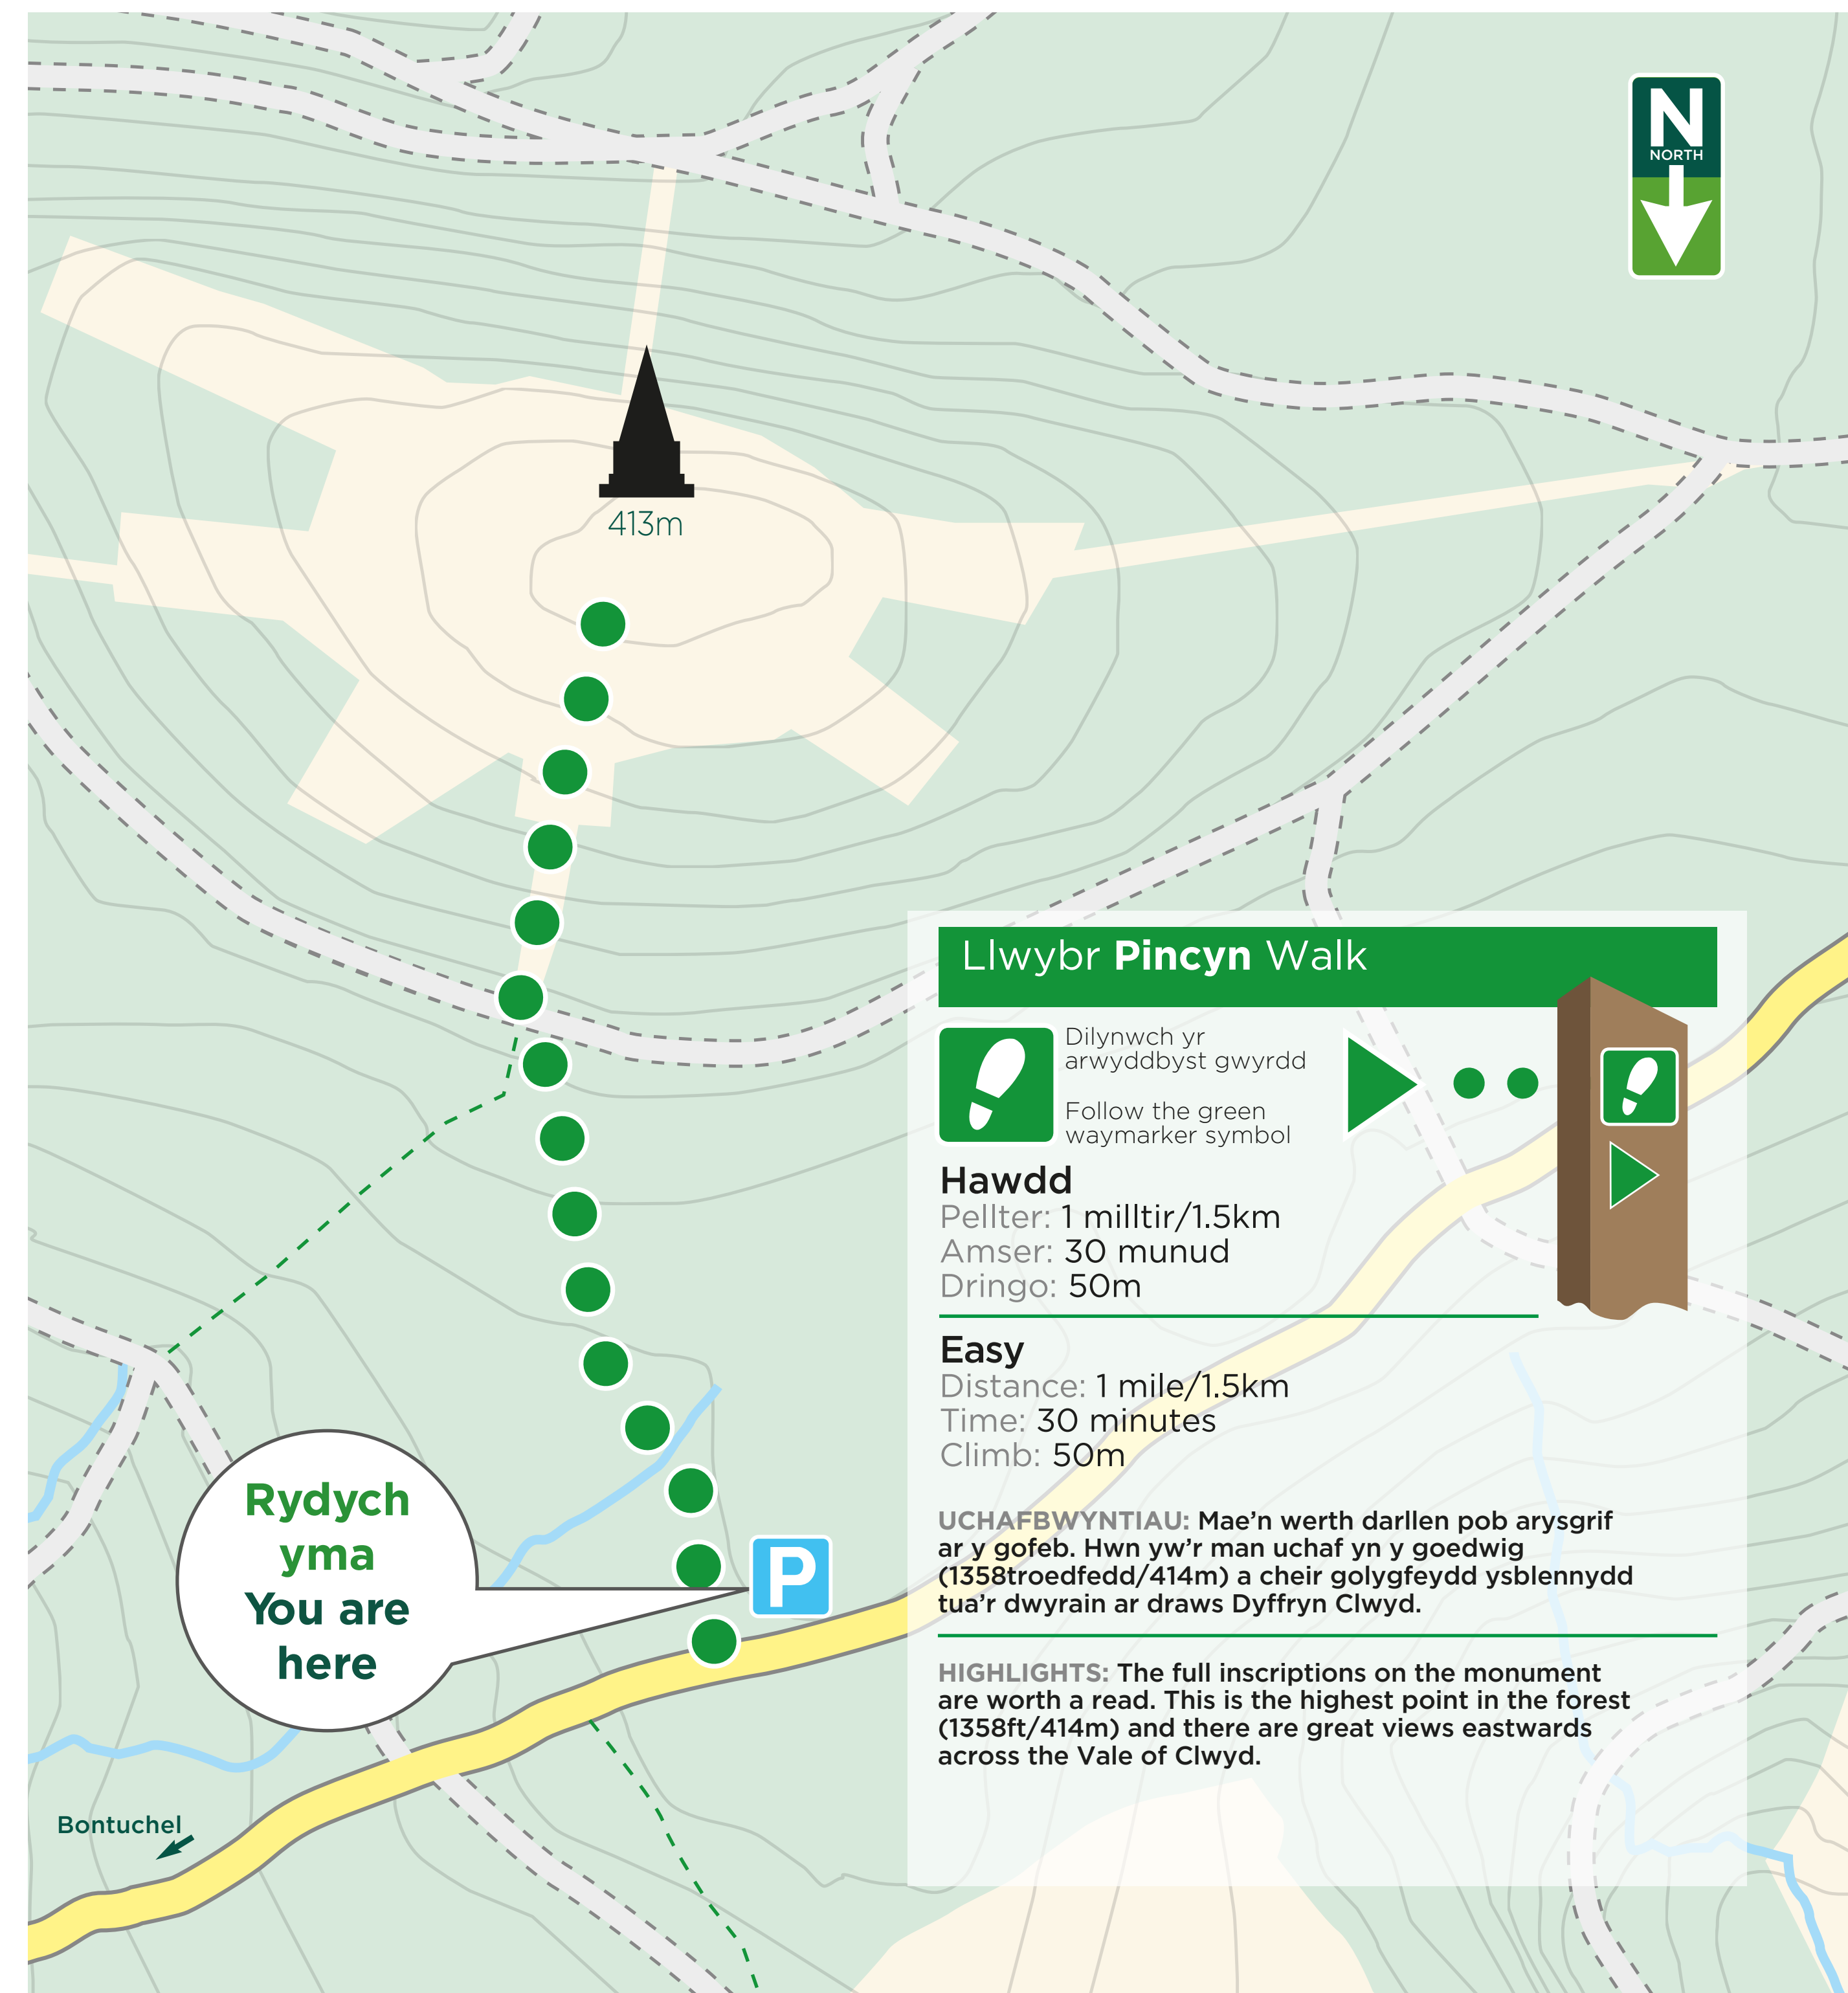 N
NORTH
413m
Llwybr Pincyn Walk
Dilynwch yr
arwyddbyst gwyrdd
Follow the green
waymarker symbol
Hawdd
Pellter: 1 milltir/1.5km
Amser: 30 munud
Dringo: 50m
Easy
Distance: 1 mile/1.5km
Time: 30 minutes
Climb: 50m
UCHAFBWYNTIAU: Mae’n werth darllen pob arysgrif
ar y gofeb. Hwn yw’r man uchaf yn y goedwig
(1358troedfedd/414m) a cheir golygfeydd ysblennydd
tua’r dwyrain ar draws Dyffryn Clwyd.
HIGHLIGHTS: The full inscriptions on the monument
are worth a read. This is the highest point in the forest
(1358ft/414m) and there are great views eastwards
across the Vale of Clwyd.
Rydych
yma
You are
here
P
Bontuchel